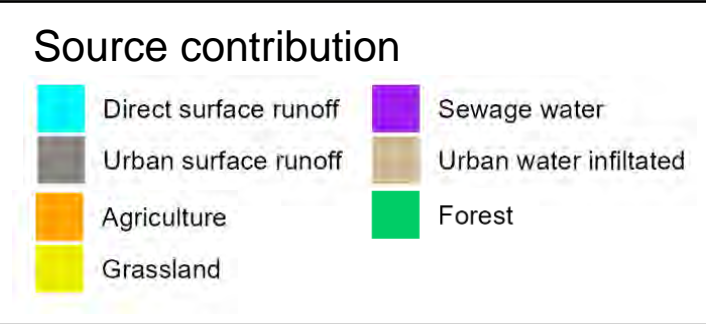 Source contribution
Direct surface runoff
Urban surface runoff
Agriculture
Grassland
Sewage water
Urban water infiltated
Forest